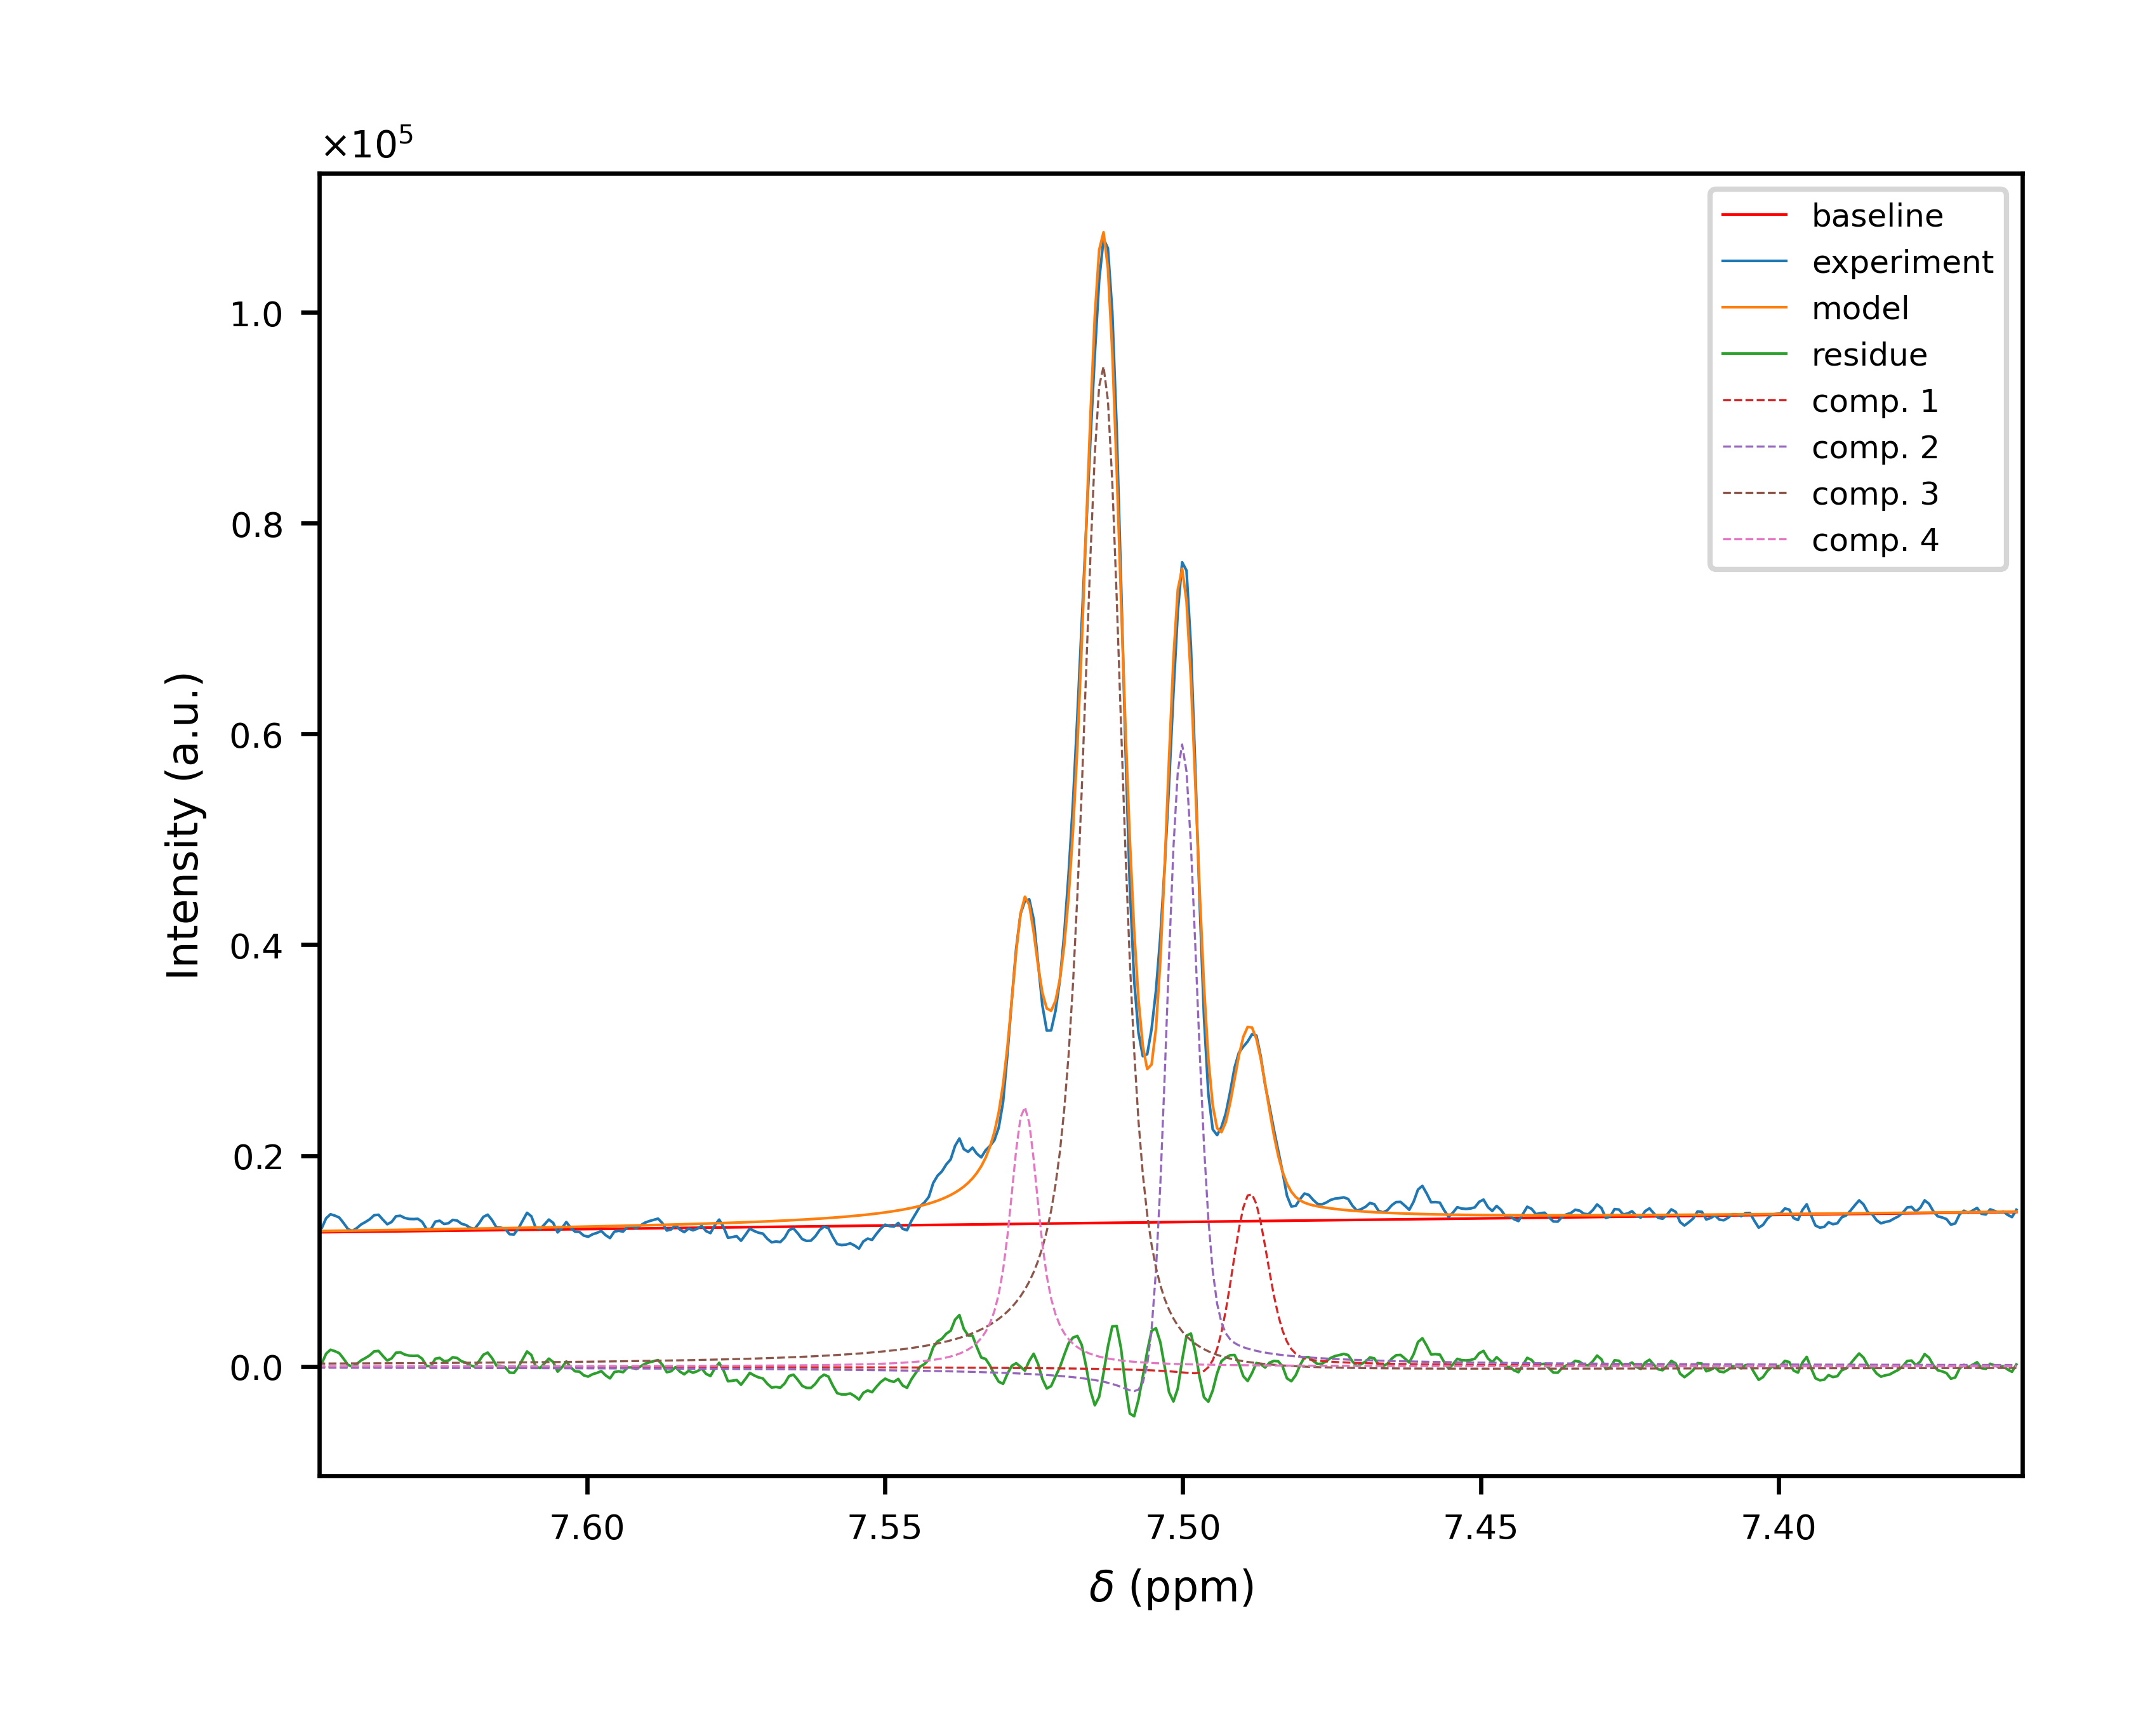 ×10⁵
baseline
experiment
model
residue
comp. 1
comp. 2
comp. 3
comp. 4
1.0
0.8
0.6
0.4
0.2
0.0
Intensity (a.u.)
7.60 7.55 7.50 7.45 7.40
δ (ppm)